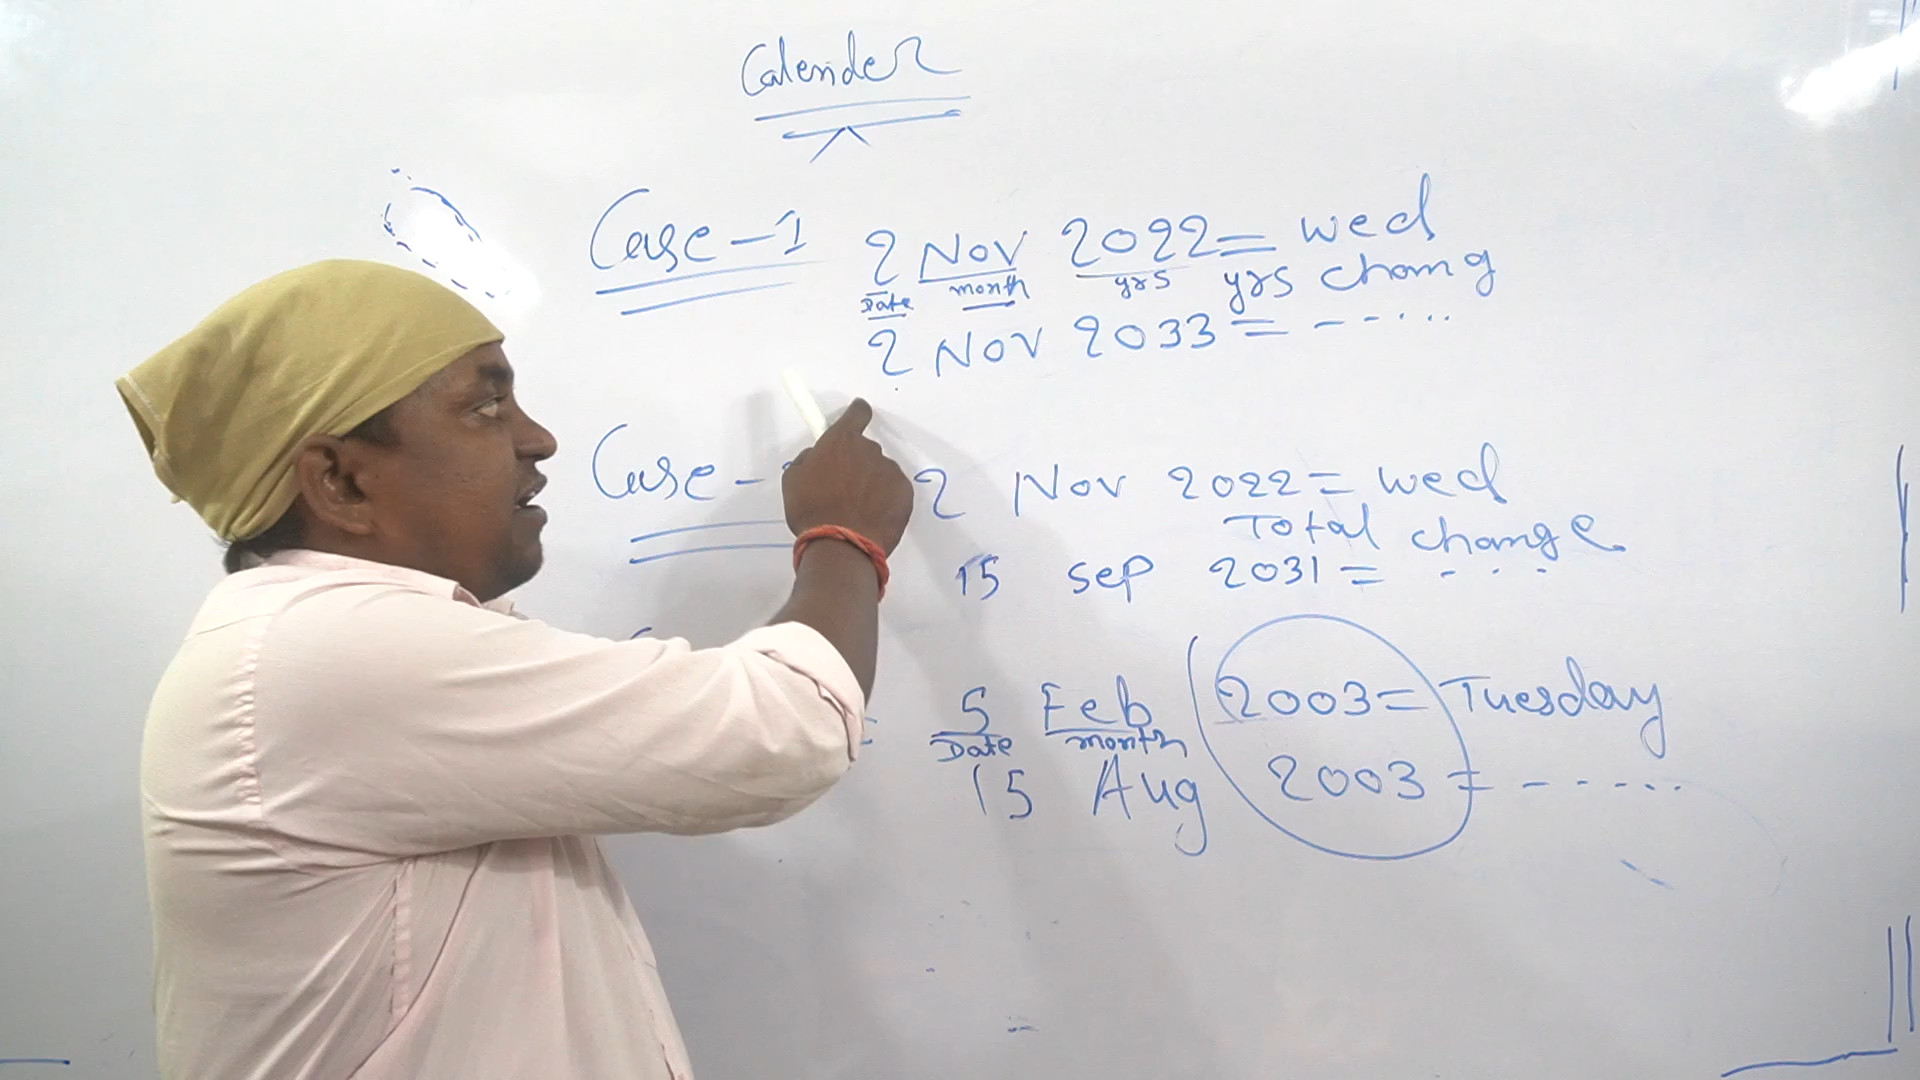 Calender
Case-1 2 Nov 2022 = wed
Date month yrs yrs chang
2 Nov 2033 = - - - . . .
Case - 2 Nov 2022 = wed
Total change
15 sep 2031 = - - -
= 5 Feb 2003 = Tuesday
Date month
15 Aug 2003 = - - - - . . .